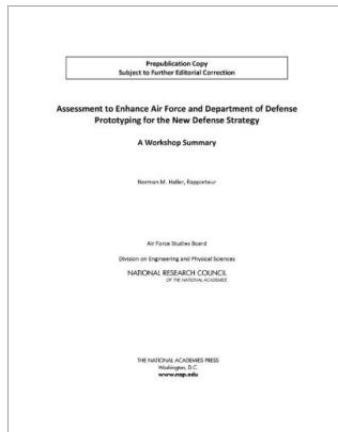 Prepublication Copy
Subject to Further Editorial Correction
Assessment to Enhance Air Force and Department of Defense
Prototyping for the New Defense Strategy
A Workshop Summary
Norman M. Haller, Rapporteur
Air Force Studies Board
Division on Engineering and Physical Sciences
NATIONAL RESEARCH COUNCIL
OF THE NATIONAL ACADEMIES
THE NATIONAL ACADEMIES PRESS
Washington, D.C.
www.nap.edu